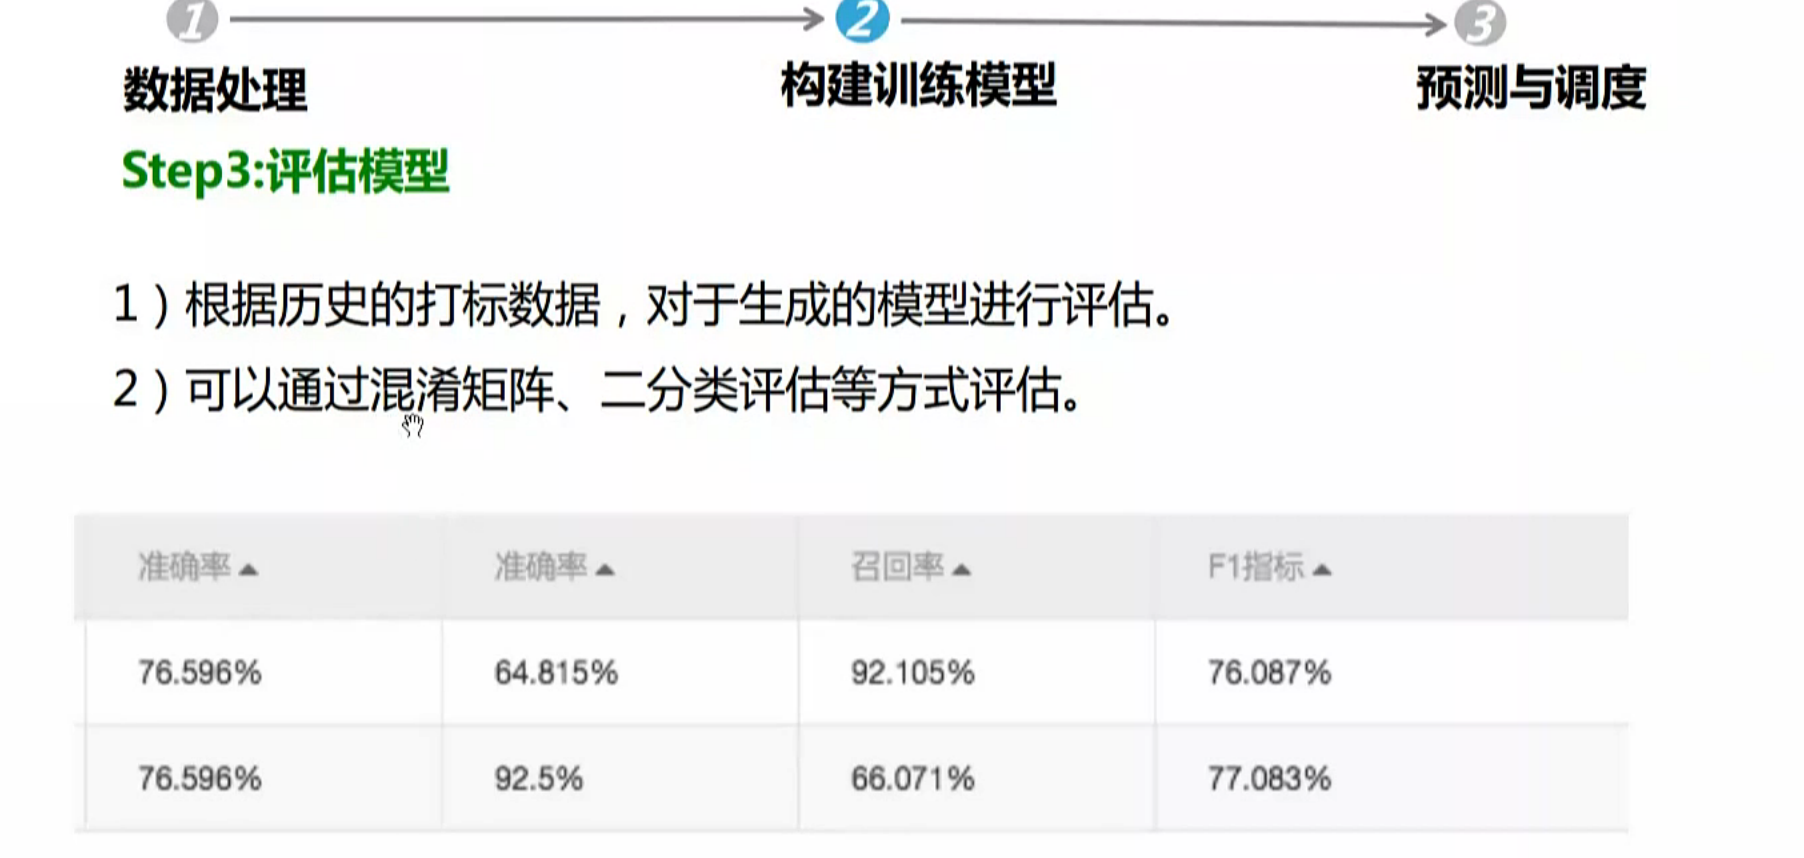 1 2 3
数据处理 构建训练模型 预测与调度
Step3:评估模型
1）根据历史的打标数据，对于生成的模型进行评估。
2）可以通过混淆矩阵、二分类评估等方式评估。
准确率 准确率 召回率 F1指标
76.596% 64.815% 92.105% 76.087%
76.596% 92.5% 66.071% 77.083%